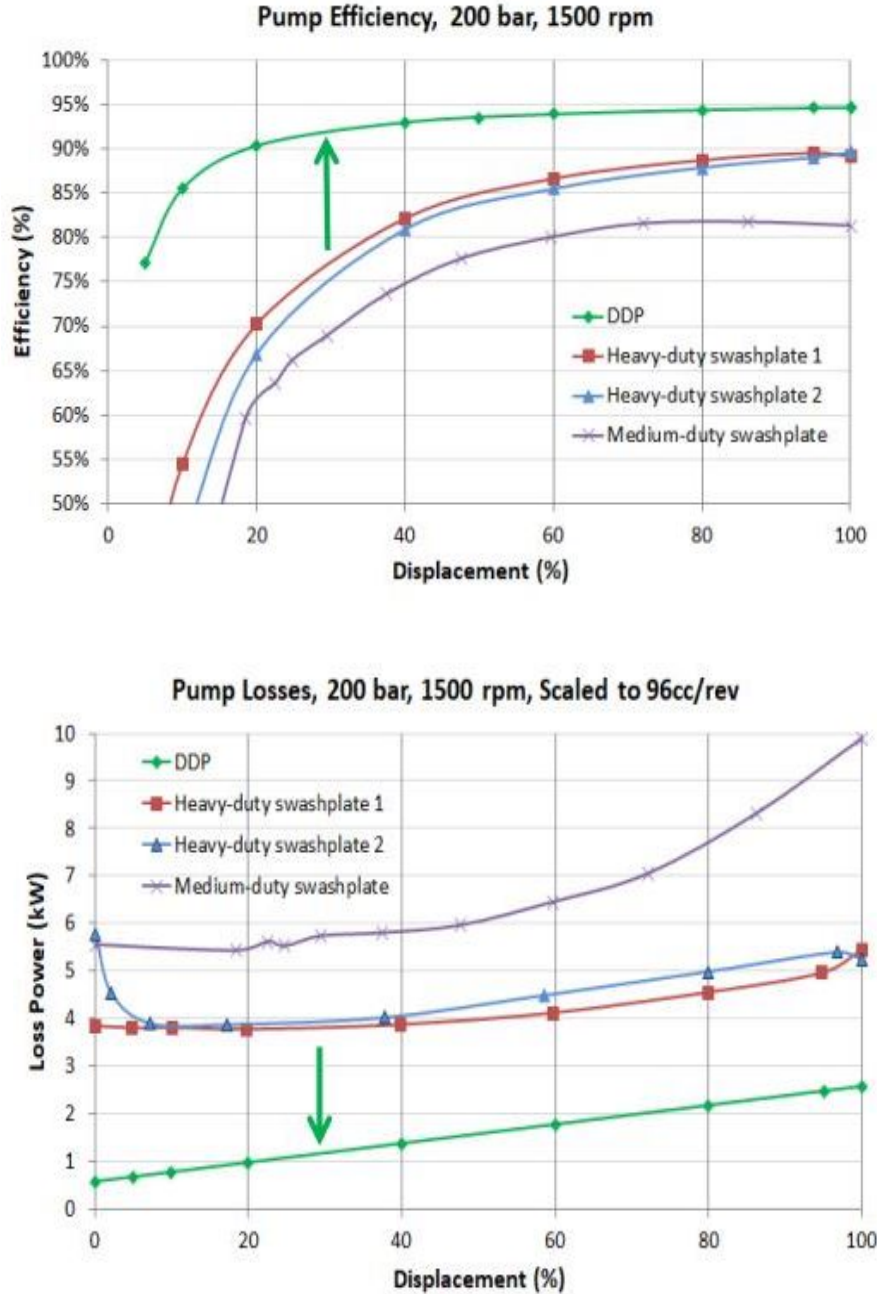 Pump Efficiency, 200 bar, 1500 rpm
100%
95%
90%
85%
80%
75%
70%
65%
60%
55%
50%
Efficiency (%)
DDP
Heavy-duty swashplate 1
Heavy-duty swashplate 2
Medium-duty swashplate
0 20 40 60 80 100
Displacement (%)
Pump Losses, 200 bar, 1500 rpm, Scaled to 96cc/rev
10
9
8
7
6
5
4
3
2
1
0
Loss Power (kW)
DDP
Heavy-duty swashplate 1
Heavy-duty swashplate 2
Medium-duty swashplate
0 20 40 60 80 100
Displacement (%)